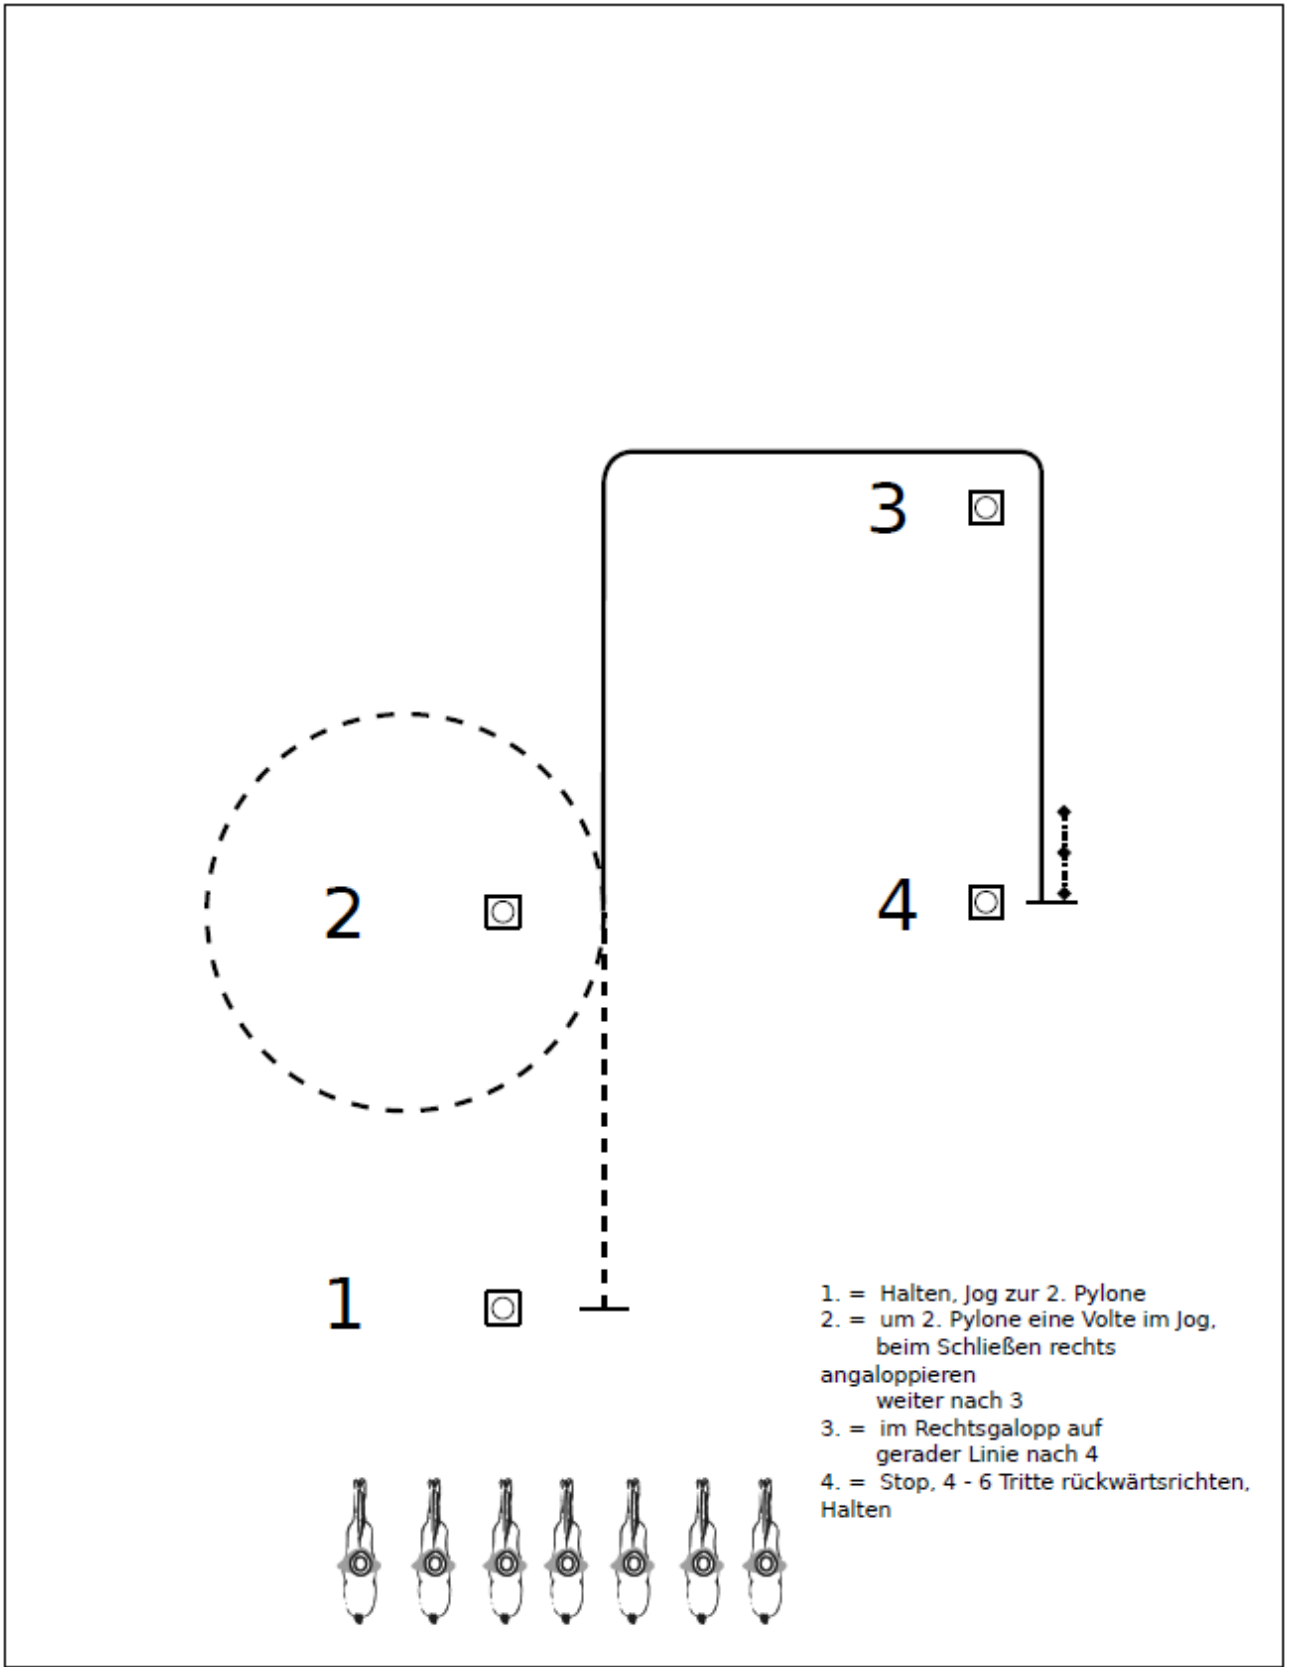 3
2
4
1
1. = Halten, Jog zur 2. Pylone
2. = um 2. Pylone eine Volte im Jog,
beim Schließen rechts
angaloppieren
weiter nach 3
3. = im Rechtsgalopp auf
gerader Linie nach 4
4. = Stop, 4 - 6 Tritte rückwärtsrichten,
Halten